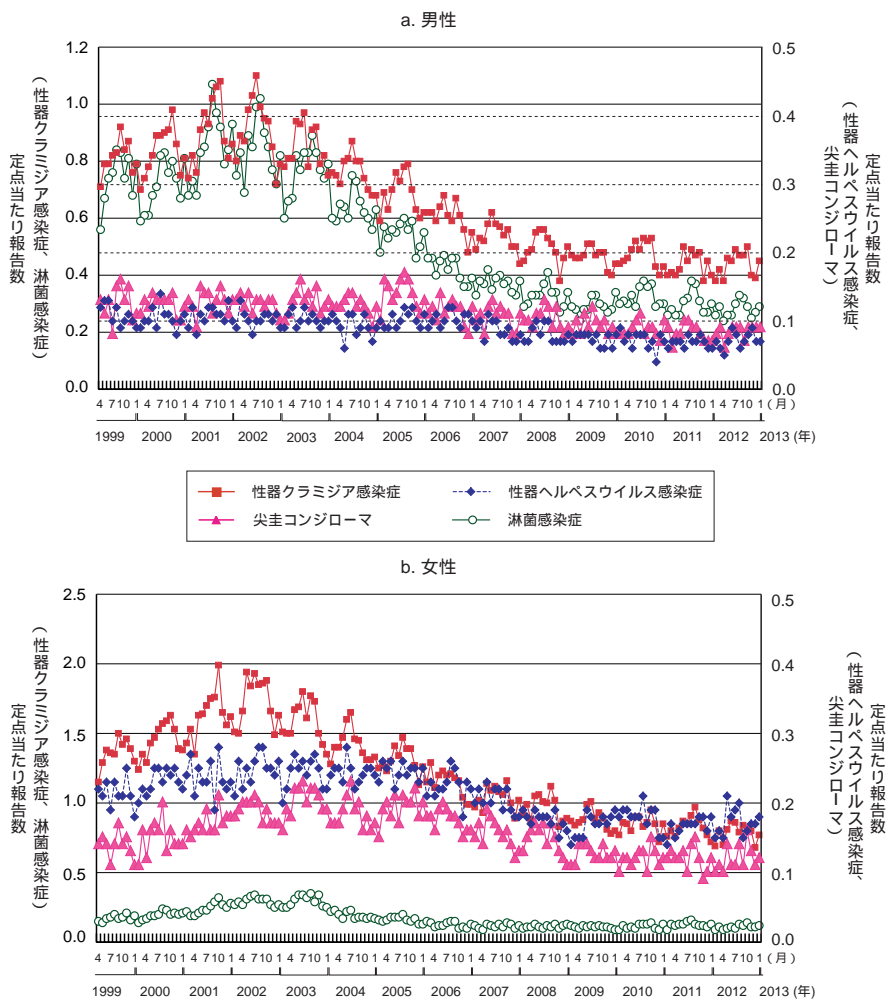 a. 男性
1.2
1.0
0.8
0.6
0.4
0.2
0.0
0.5
0.4
0.3
0.2
0.1
0.0
定点当たり報告数
（性器クラミジア感染症、淋菌感染症）
（性器ヘルペスウイルス感染症、
尖圭コンジローマ）
定点当たり報告数
4 7 10 1 4 7 10 1 4 7 10 1 4 7 10 1 4 7 10 1 4 7 10 1 4 7 10 1 4 7 10 1 4 7 10 1 4 7 10 1 4 7 10 1 4 7 10 1 4 7 10 1 4 7 10 1 (月)
1999 2000 2001 2002 2003 2004 2005 2006 2007 2008 2009 2010 2011 2012 2013 (年)
性器クラミジア感染症 性器ヘルペスウイルス感染症
尖圭コンジローマ 淋菌感染症
b. 女性
2.5
2.0
1.5
1.0
0.5
0.0
0.5
0.4
0.3
0.2
0.1
0.0
定点当たり報告数
（性器クラミジア感染症、淋菌感染症）
（性器ヘルペスウイルス感染症、
尖圭コンジローマ）
定点当たり報告数
4 7 10 1 4 7 10 1 4 7 10 1 4 7 10 1 4 7 10 1 4 7 10 1 4 7 10 1 4 7 10 1 4 7 10 1 4 7 10 1 4 7 10 1 4 7 10 1 4 7 10 1 4 7 10 1 (月)
1999 2000 2001 2002 2003 2004 2005 2006 2007 2008 2009 2010 2011 2012 2013 (年)